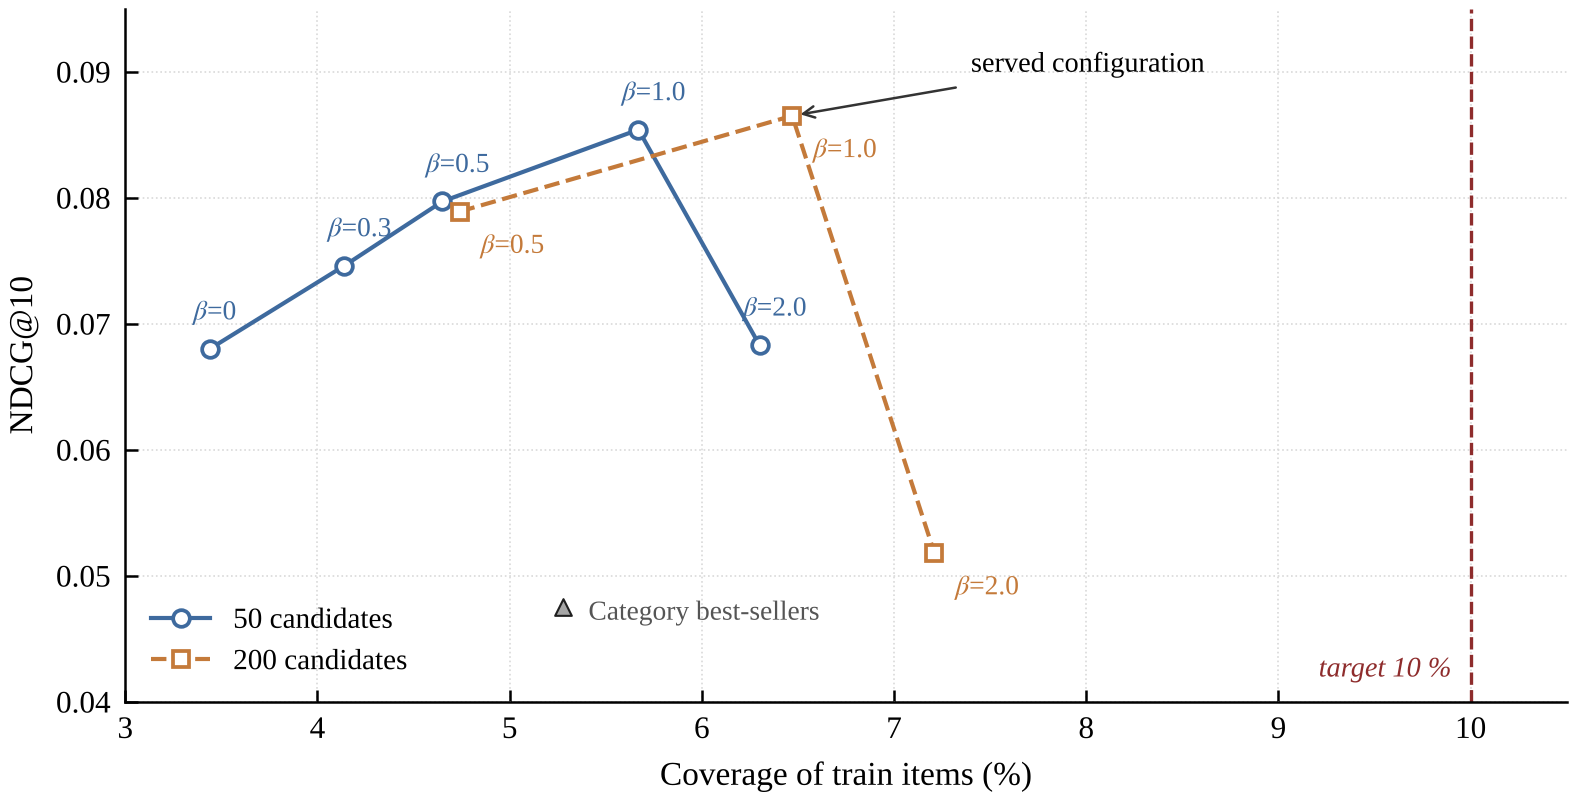 0.09
0.08
0.07
0.06
0.05
0.04
NDCG@10
served configuration
β=1.0
β=1.0
β=0.5
β=0.3
β=0.5
β=0
β=2.0
β=2.0
Category best-sellers
50 candidates
200 candidates
target 10 %
3 4 5 6 7 8 9 10
Coverage of train items (%)